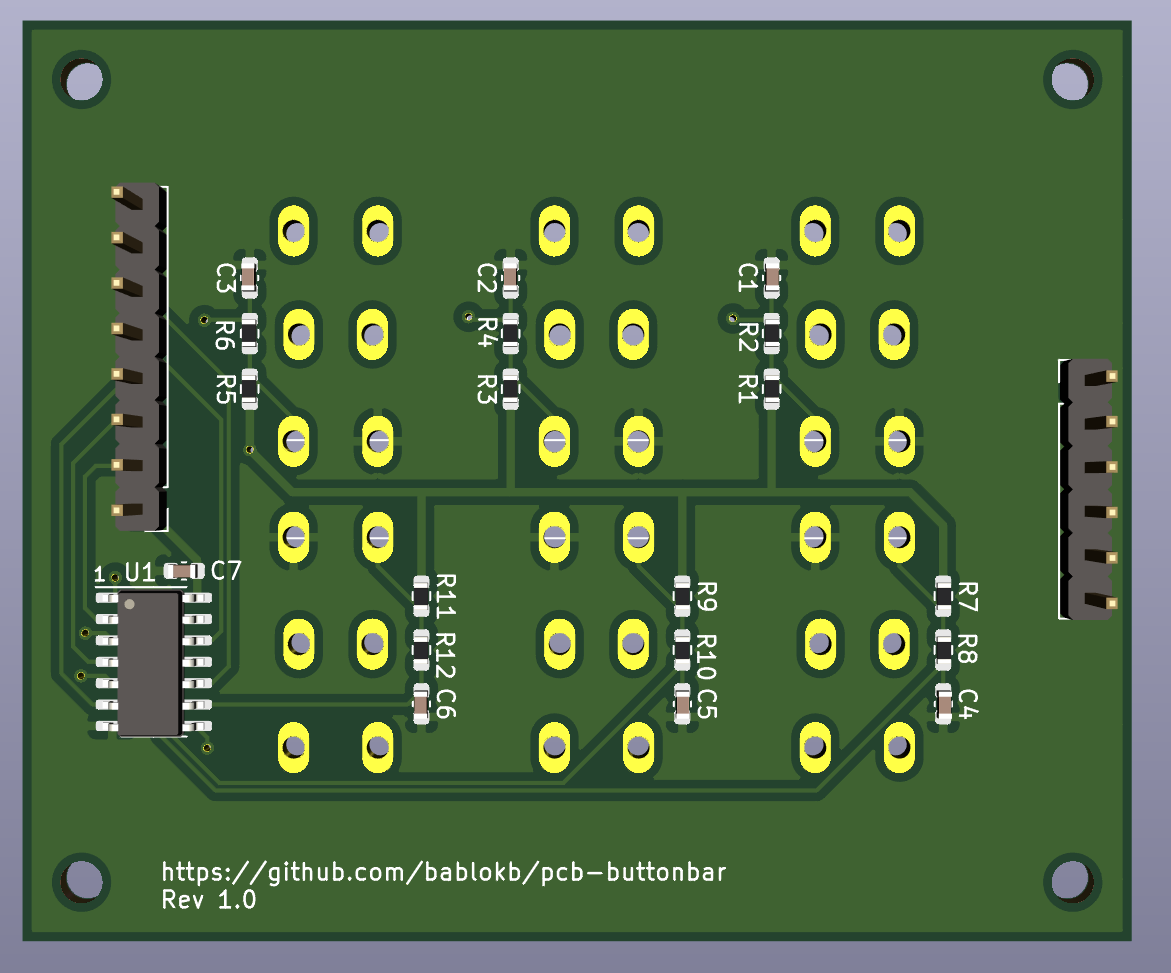 C3
C2
C1
R6
R4
R2
R5
R3
R1
1 U1 C7
R11
R9
R7
R12
R10
R8
C6
C5
C4
https://github.com/bablokb/pcb-buttonbar
Rev 1.0